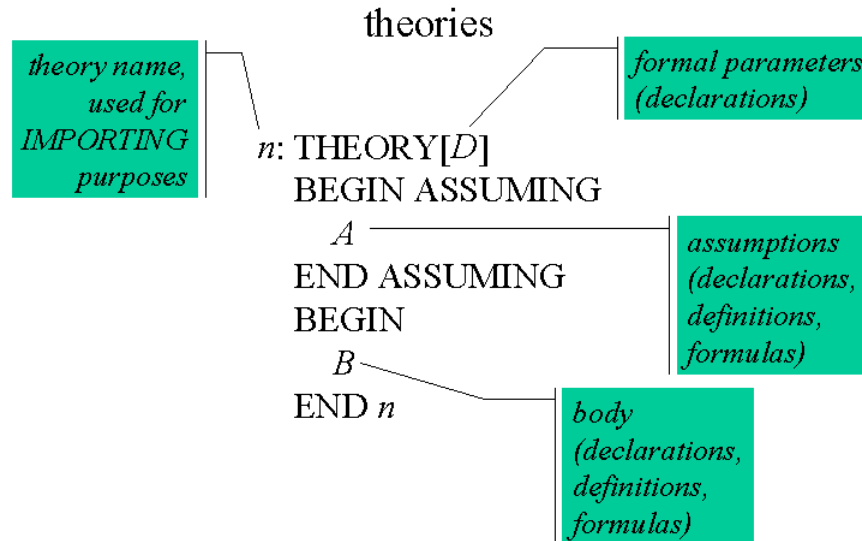 theories
theory name,
used for
IMPORTING
purposes
formal parameters
(declarations)
n: THEORY[D]
BEGIN ASSUMING
A
END ASSUMING
BEGIN
B
END n
assumptions
(declarations,
definitions,
formulas)
body
(declarations,
definitions,
formulas)